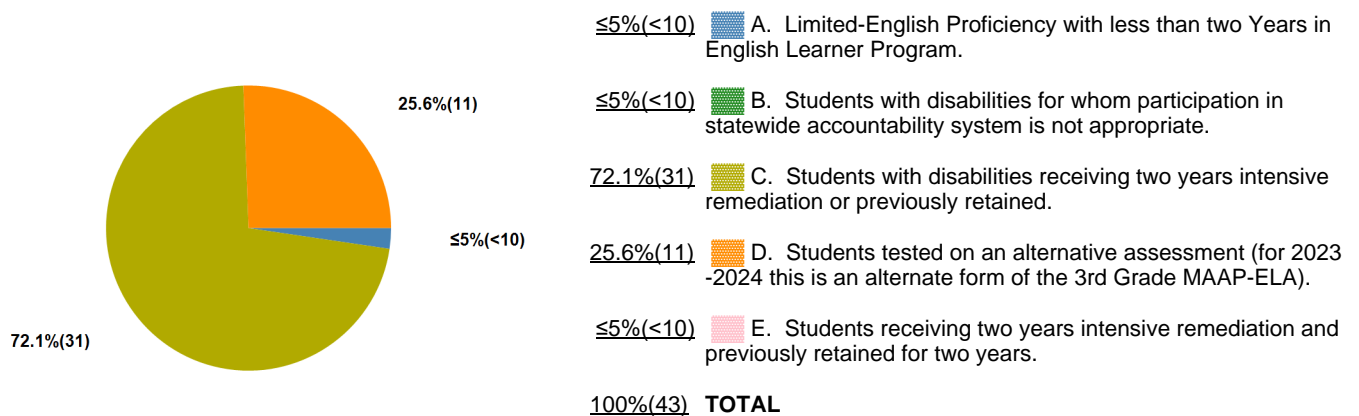 25.6%(11)
≤5%(<10)
72.1%(31)
≤5%(<10) A. Limited-English Proficiency with less than two Years in
English Learner Program.
≤5%(<10) B. Students with disabilities for whom participation in
statewide accountability system is not appropriate.
72.1%(31) C. Students with disabilities receiving two years intensive
remediation or previously retained.
25.6%(11) D. Students tested on an alternative assessment (for 2023
-2024 this is an alternate form of the 3rd Grade MAAP-ELA).
≤5%(<10) E. Students receiving two years intensive remediation and
previously retained for two years.
100%(43) TOTAL